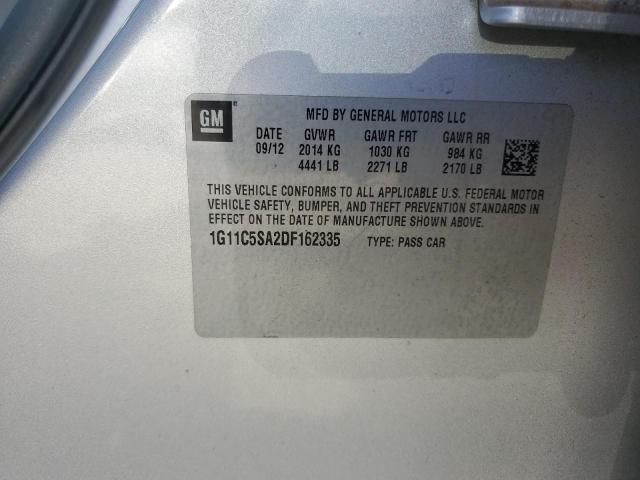 GM
MFD BY GENERAL MOTORS LLC
DATE GVWR GAWR FRT GAWR RR
09/12 2014 KG 1030 KG 984 KG
4441 LB 2271 LB 2170 LB
THIS VEHICLE CONFORMS TO ALL APPLICABLE U.S. FEDERAL MOTOR
VEHICLE SAFETY, BUMPER, AND THEFT PREVENTION STANDARDS IN
EFFECT ON THE DATE OF MANUFACTURE SHOWN ABOVE.
1G11C5SA2DF162335 TYPE: PASS CAR